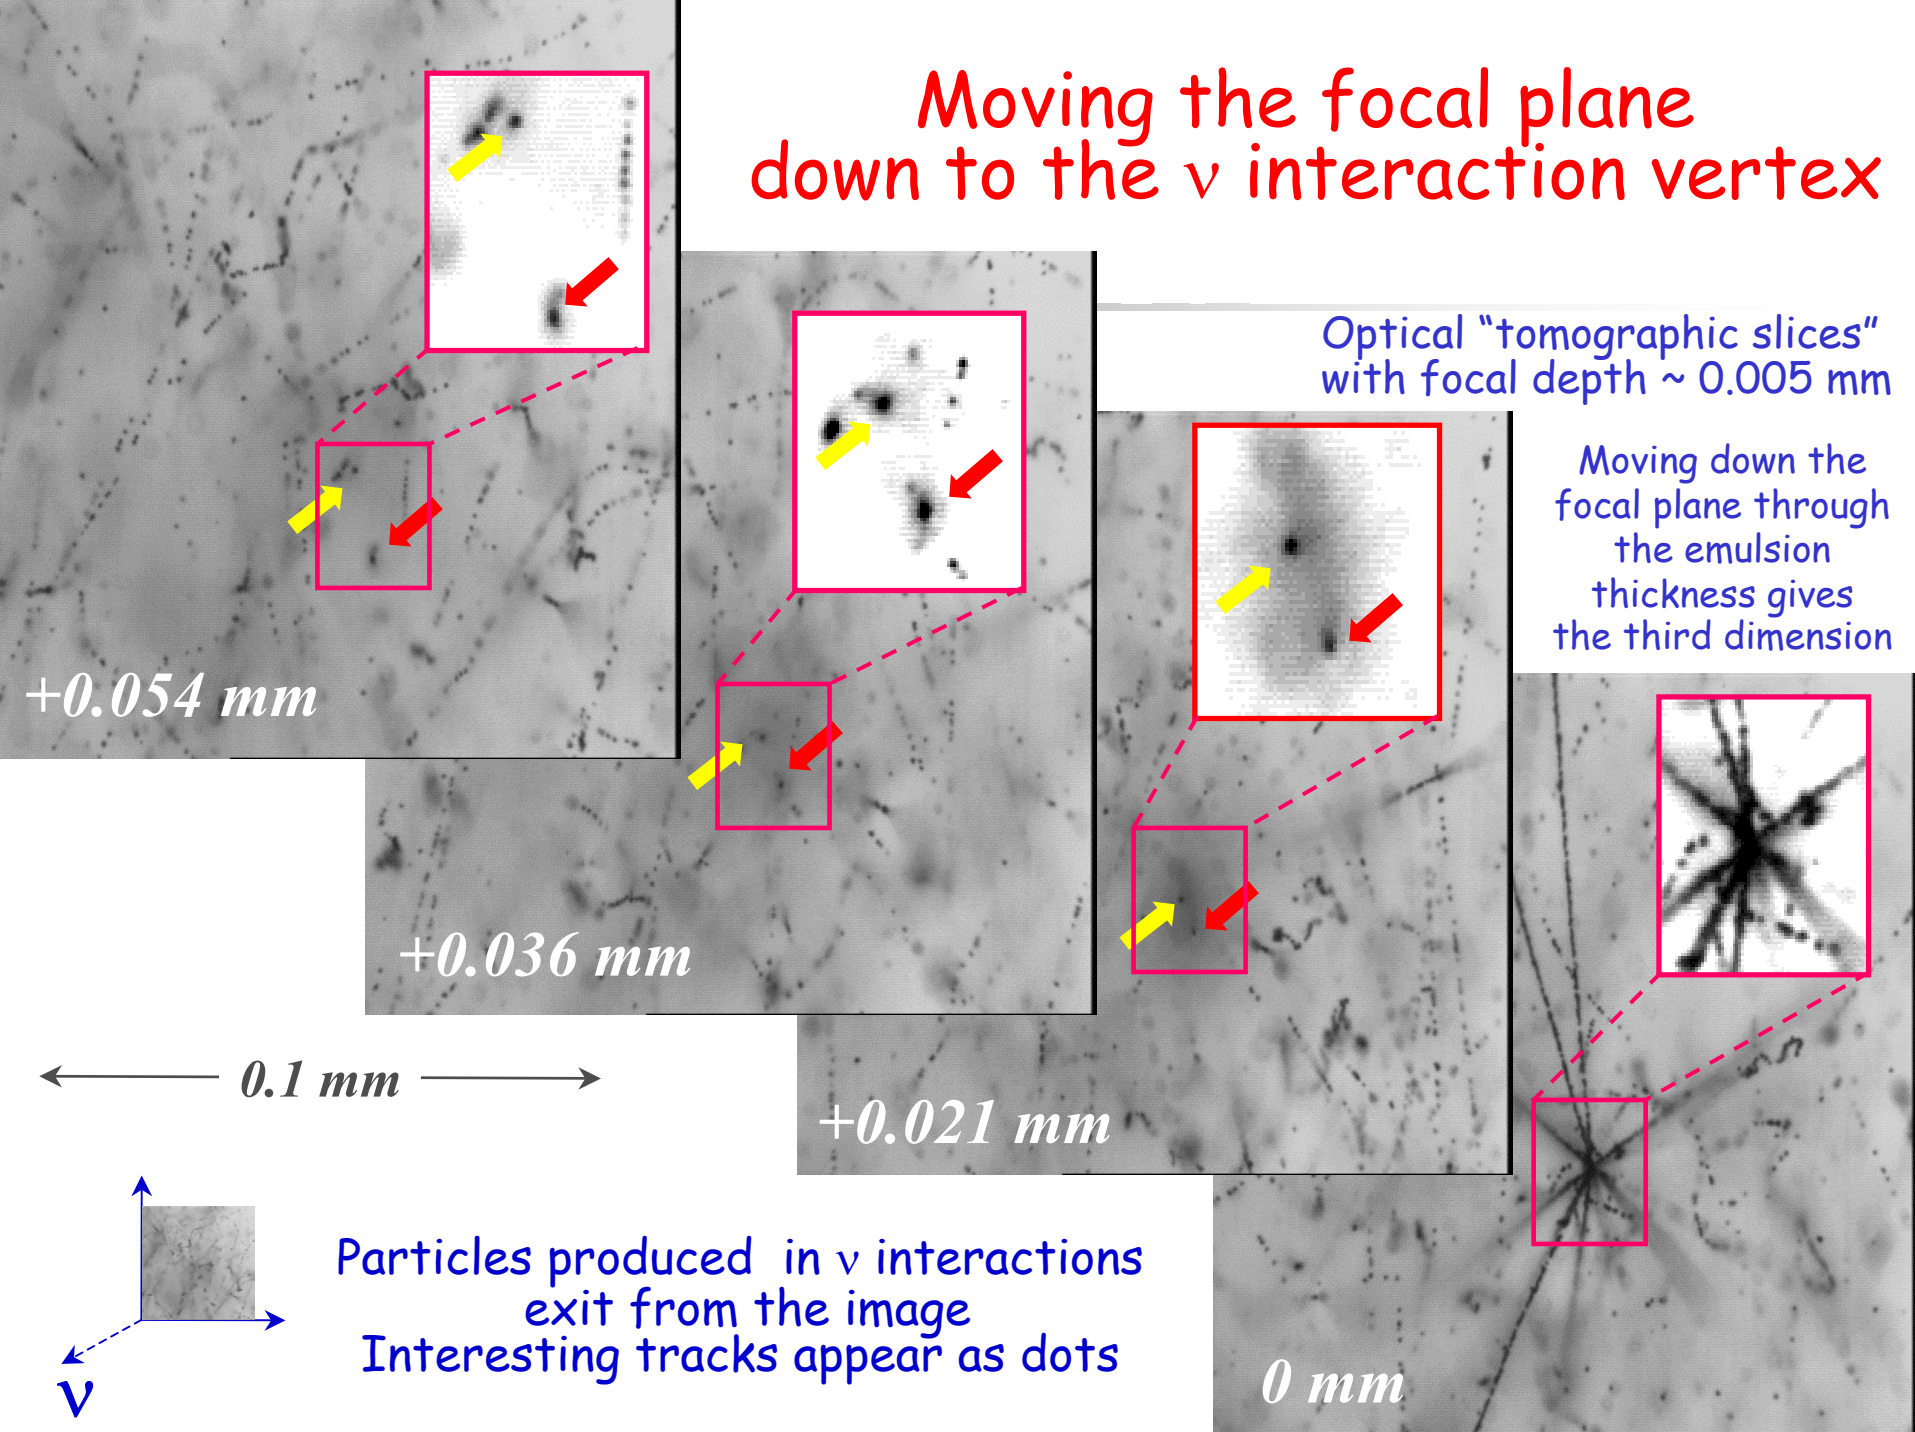 Moving the focal plane
down to the ν interaction vertex
Optical “tomographic slices”
with focal depth ~ 0.005 mm
Moving down the
focal plane through
the emulsion
thickness gives
the third dimension
+0.054 mm
+0.036 mm
+0.021 mm
0 mm
0.1 mm
Particles produced in ν interactions
exit from the image
Interesting tracks appear as dots
ν